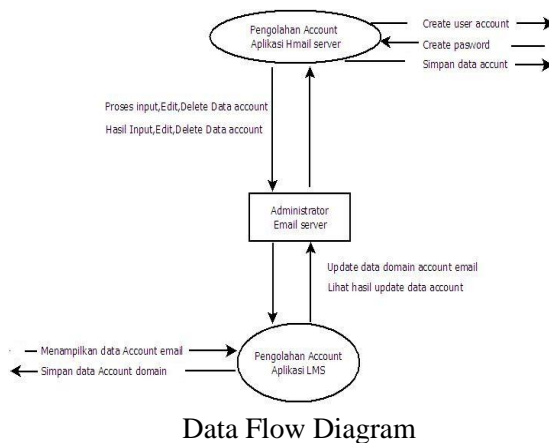 Pengolahan Account
Aplikasi Hmail server
Create user account
Create pasword
Simpan data accunt
Proses input,Edit,Delete Data account
Hasil Input,Edit,Delete Data account
Administrator
Email server
Update data domain account email
Lihat hasil update data account
Menampilkan data Account email
Simpan data Account domain
Pengolahan Account
Aplikasi LMS
Data Flow Diagram